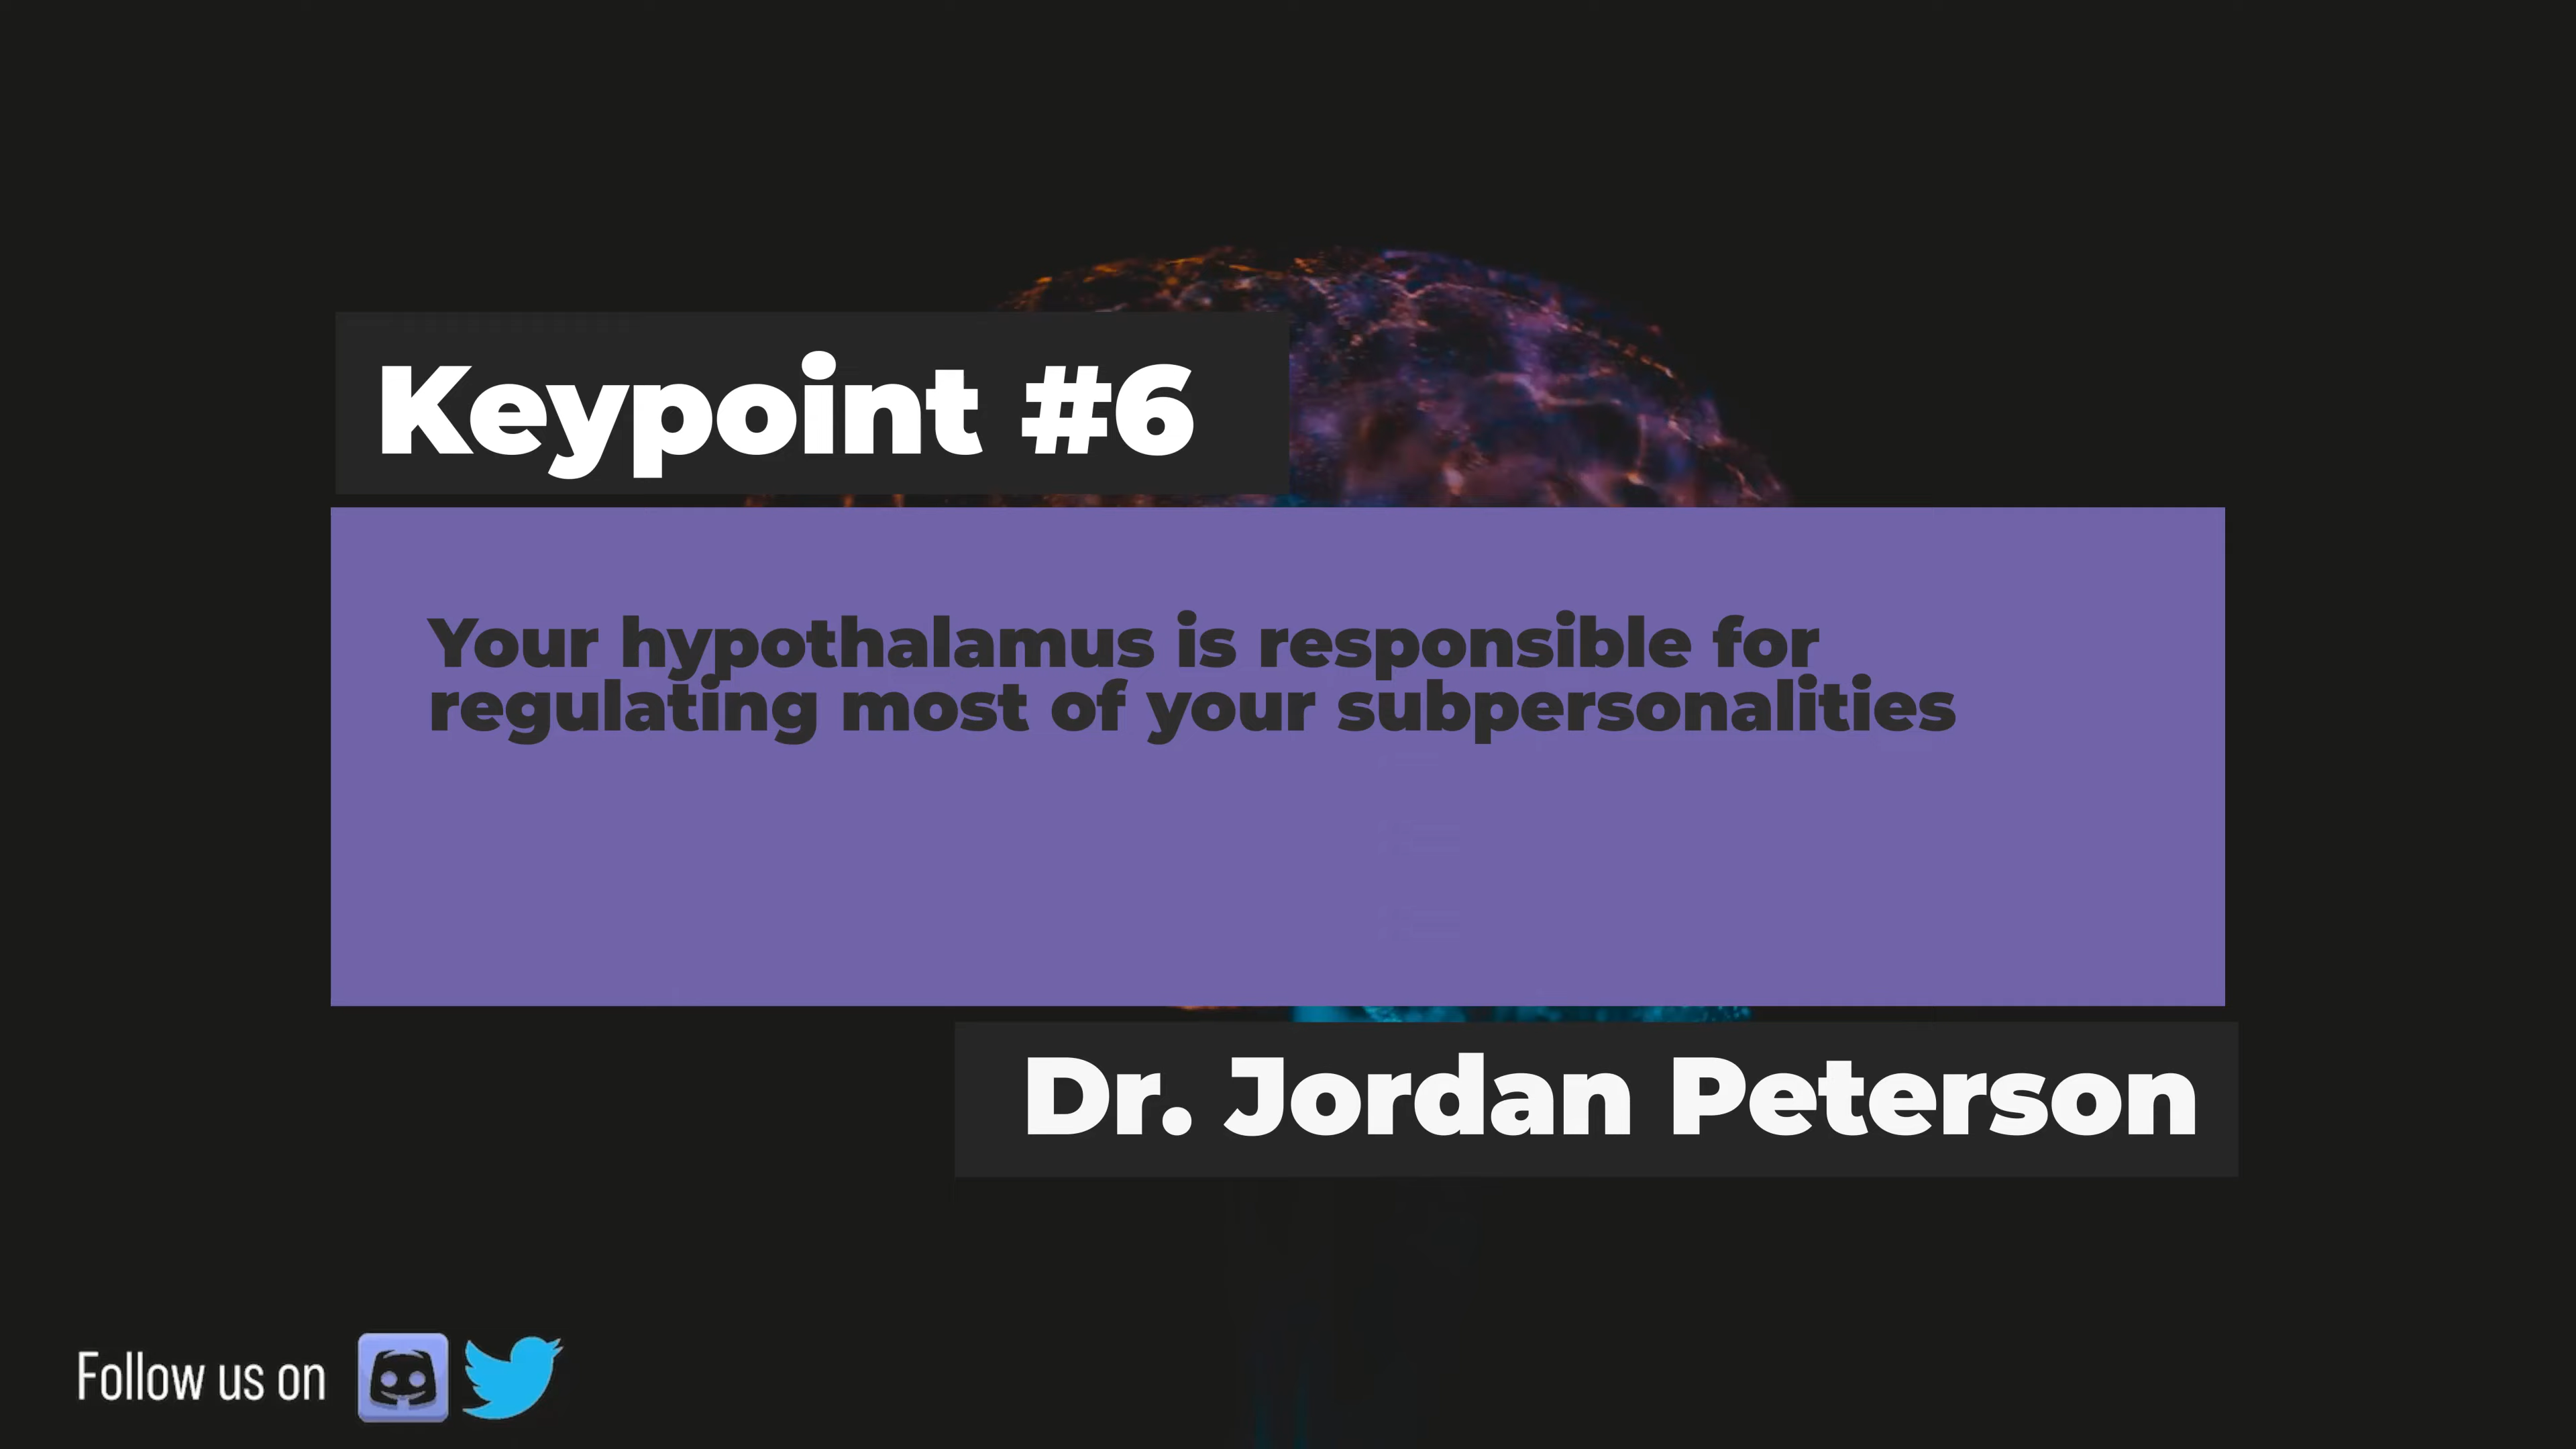 Keypoint #6
Your hypothalamus is responsible for
regulating most of your subpersonalities
Dr. Jordan Peterson
Follow us on